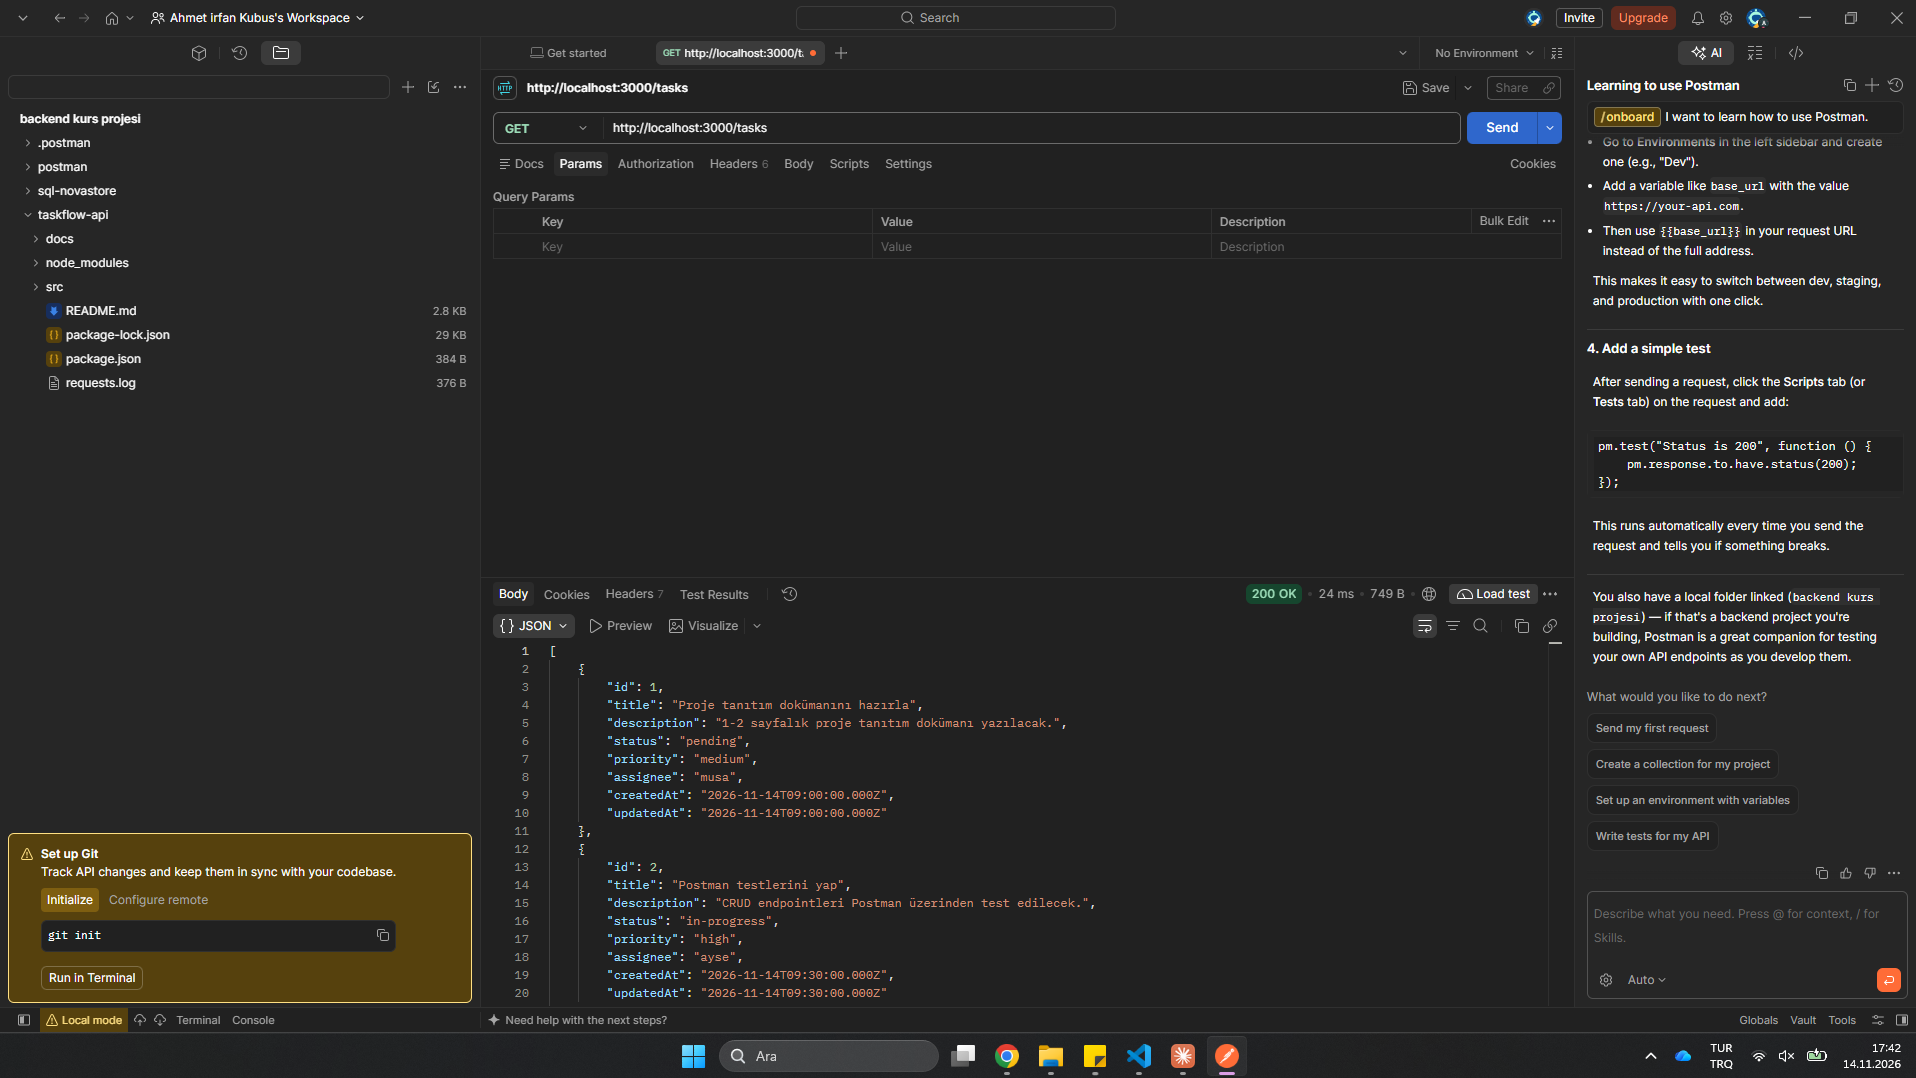 Ahmet irfan Kubus's Workspace
Search
Invite
Upgrade
Get started
GET http://localhost:3000/t.
No Environment
AI
http://localhost:3000/tasks
Save
Share
Learning to use Postman
backend kurs projesi
.postman
postman
sql-novastore
taskflow-api
docs
node_modules
src
README.md 2.8 KB
package-lock.json 29 KB
package.json 384 B
requests.log 376 B
Set up Git
Track API changes and keep them in sync with your codebase.
Initialize Configure remote
git init
Run in Terminal
GET http://localhost:3000/tasks
Send
Docs Params Authorization Headers 6 Body Scripts Settings
Cookies
Query Params
Key Value Description Bulk Edit
Key Value Description
Body Cookies Headers 7 Test Results
200 OK • 24 ms • 749 B
Load test
{} JSON Preview Visualize
1 [
2 {
3 "id": 1,
4 "title": "Proje tanıtım dokümanını hazırla",
5 "description": "1-2 sayfalık proje tanıtım dokümanı yazılacak.",
6 "status": "pending",
7 "priority": "medium",
8 "assignee": "musa",
9 "createdAt": "2026-11-14T09:00:00.000Z",
10 "updatedAt": "2026-11-14T09:00:00.000Z"
11 },
12 {
13 "id": 2,
14 "title": "Postman testlerini yap",
15 "description": "CRUD endpointleri Postman üzerinden test edilecek.",
16 "status": "in-progress",
17 "priority": "high",
18 "assignee": "ayse",
19 "createdAt": "2026-11-14T09:30:00.000Z",
20 "updatedAt": "2026-11-14T09:30:00.000Z"
/onboard I want to learn how to use Postman.
• Go to Environments in the left sidebar and create
one (e.g., "Dev").
• Add a variable like base_url with the value
https://your-api.com.
• Then use {{base_url}} in your request URL
instead of the full address.
This makes it easy to switch between dev, staging,
and production with one click.
4. Add a simple test
After sending a request, click the Scripts tab (or
Tests tab) on the request and add:
pm.test("Status is 200", function () {
pm.response.to.have.status(200);
});
This runs automatically every time you send the
request and tells you if something breaks.
You also have a local folder linked (backend kurs
projesi) — if that's a backend project you're
building, Postman is a great companion for testing
your own API endpoints as you develop them.
What would you like to do next?
Send my first request
Create a collection for my project
Set up an environment with variables
Write tests for my API
Describe what you need. Press @ for context, / for
Skills.
Auto
Local mode
Terminal Console
Need help with the next steps?
Globals Vault Tools
Ara
TUR
TRQ
17:42
14.11.2026